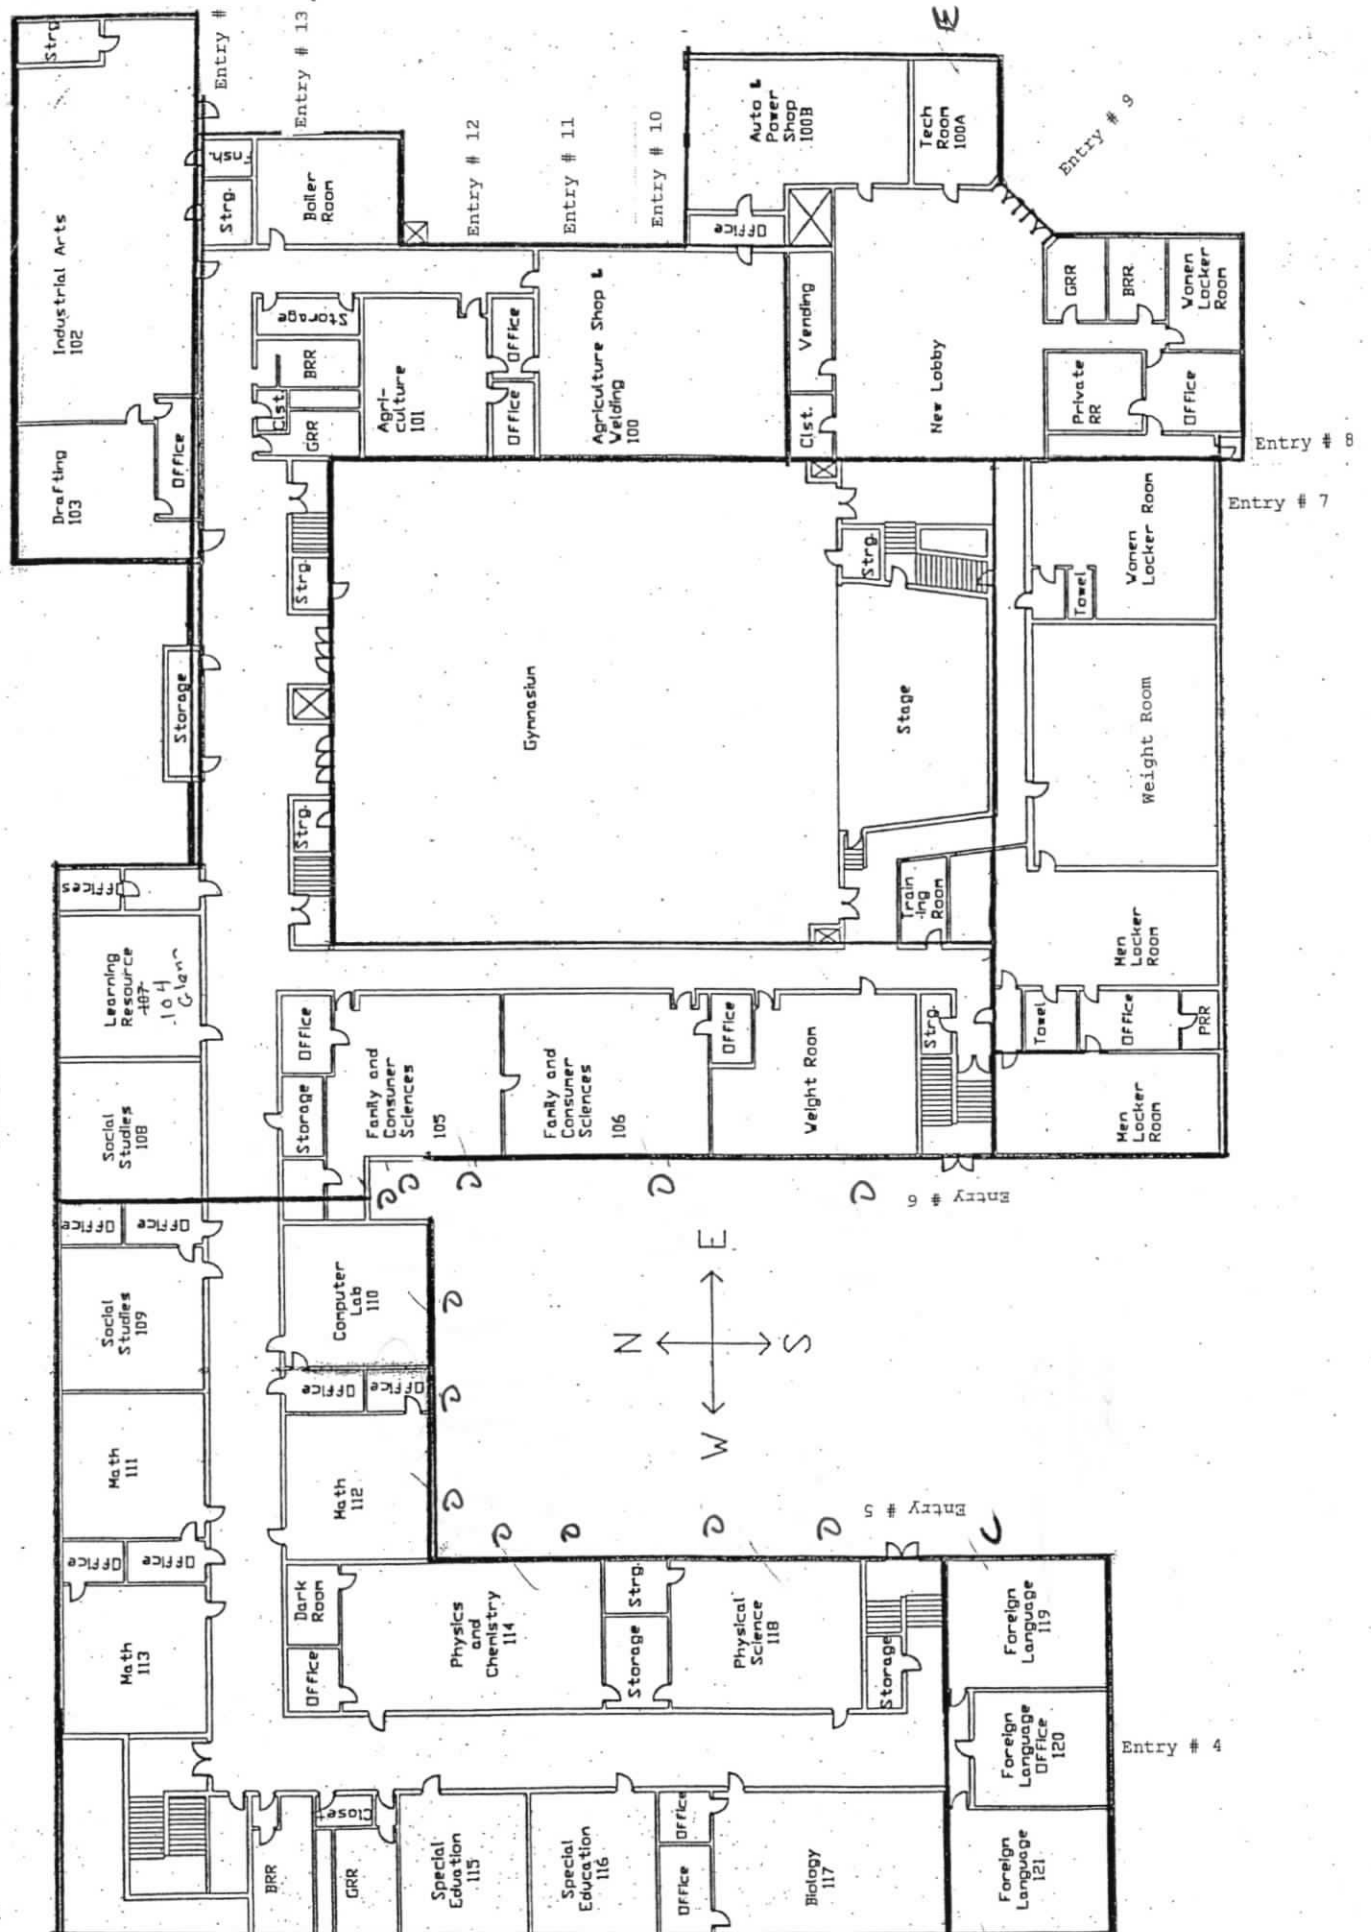 Strg.
Entry #
Entry # 13
Entry # 12
Entry # 11
Entry # 10
Auto &
Power
Shop
100B
E
Tech
Room
100A
Entry # 9
Fnsh.
Strg.
Boiler
Room
Office
Industrial Arts
102
Storage
BRR
Clst.
GRR
Agri-
culture
101
Office
Office
Agriculture Shop &
Welding
100
Vending
Clst.
New Lobby
GRR
BRR
Women
Locker
Room
Private
RR
Office
Entry # 8
Drafting
103
Office
Strg.
Strg.
Women
Locker Room
Towel
Entry # 7
Storage
Gymnasium
Stage
Weight Room
Strg.
Offices
Train
-ing
Room
Men
Locker
Room
Learning
Resource
107
104
Glenn
Office
Family and
Consumer
Sciences
105
Family and
Consumer
Sciences
106
Office
Weight Room
Strg.
Towel
Office
PRR
Social
Studies
108
Storage
Men
Locker
Room
Entry # 6
Office
Office
Social
Studies
109
Computer
Lab
110
N
E
S
W
Office
Office
Math
111
Math
112
Entry # 5
Office
Office
Math
113
Dark
Room
Office
Physics
and
Chemistry
114
Strg.
Storage
Physical
Science
118
Storage
Foreign
Language
119
Foreign
Language
Office
120
Entry # 4
BRR
Closet
GRR
Special
Eduation
115
Special
Education
116
Office
Office
Biology
117
Foreign
Language
121